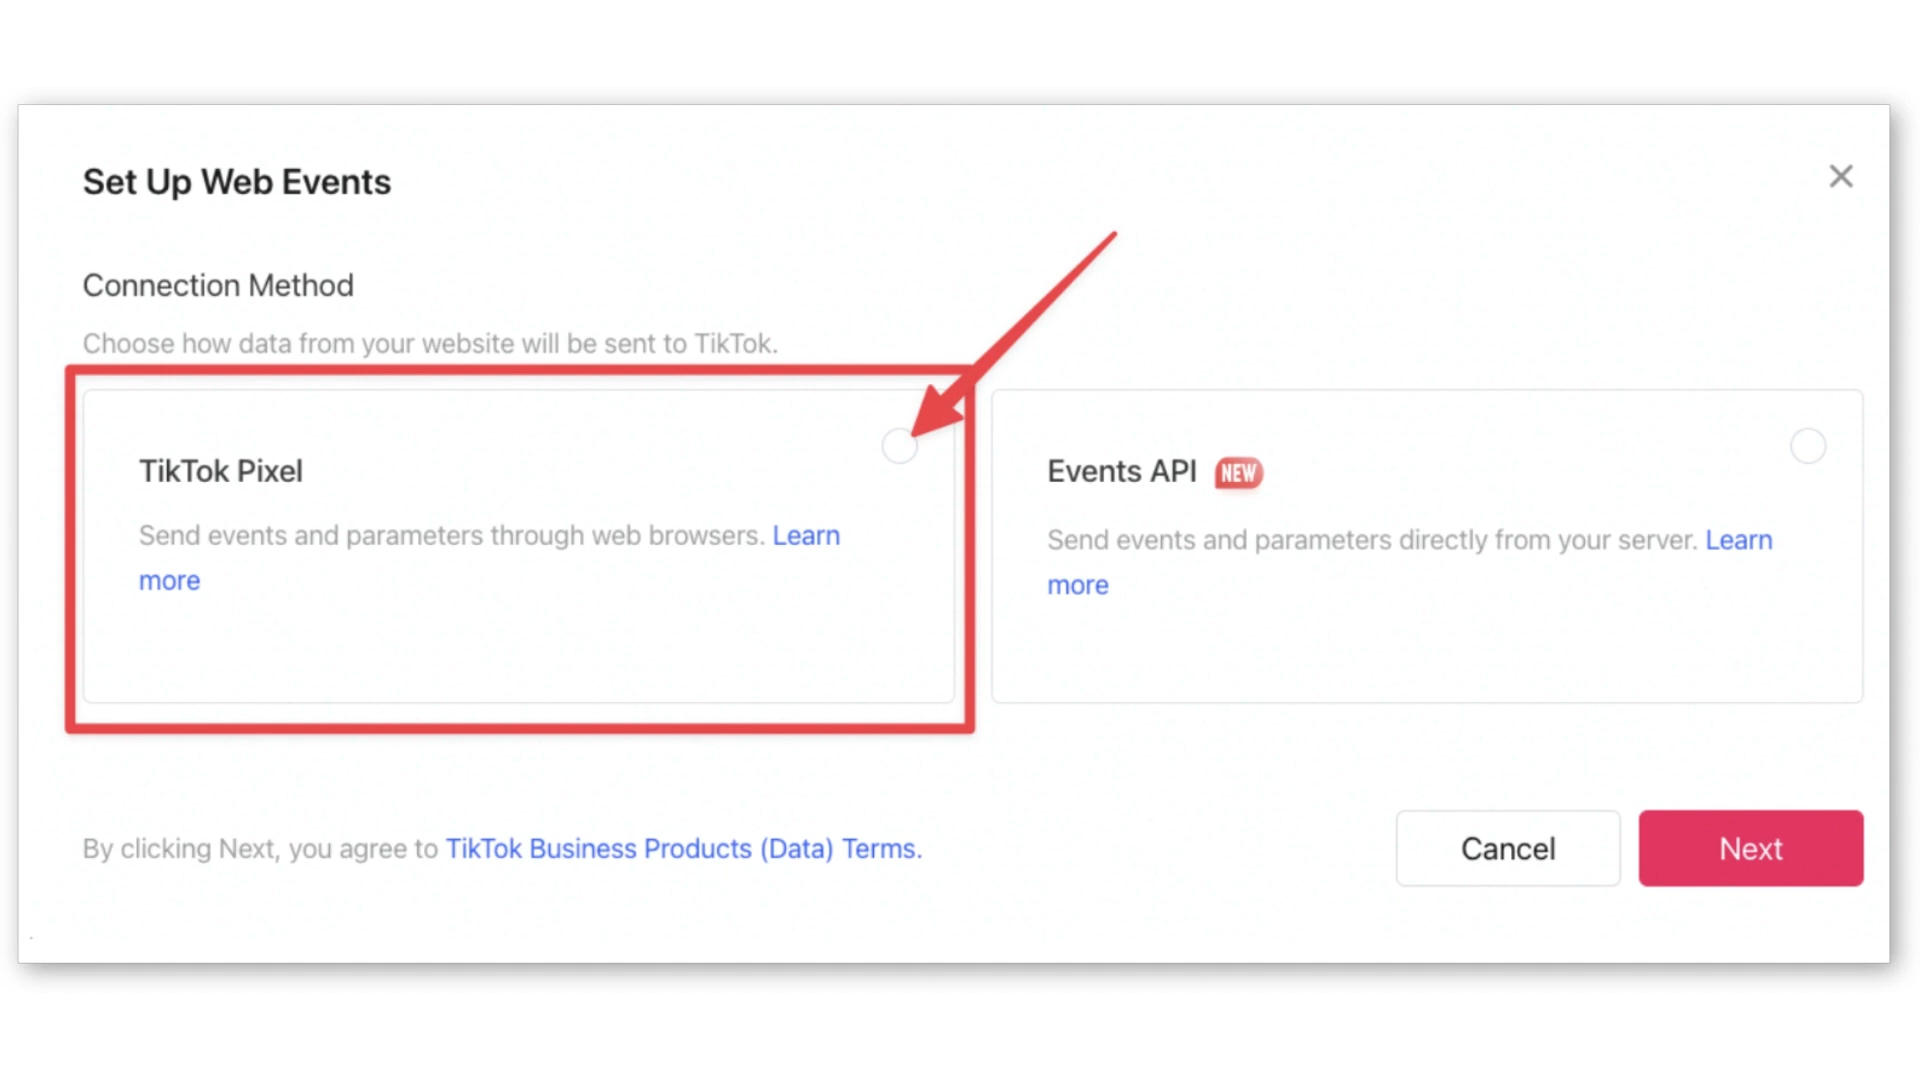 Set Up Web Events
Connection Method
Choose how data from your website will be sent to TikTok.
TikTok Pixel
Send events and parameters through web browsers. Learn
more
Events API NEW
Send events and parameters directly from your server. Learn
more
By clicking Next, you agree to TikTok Business Products (Data) Terms.
Cancel
Next